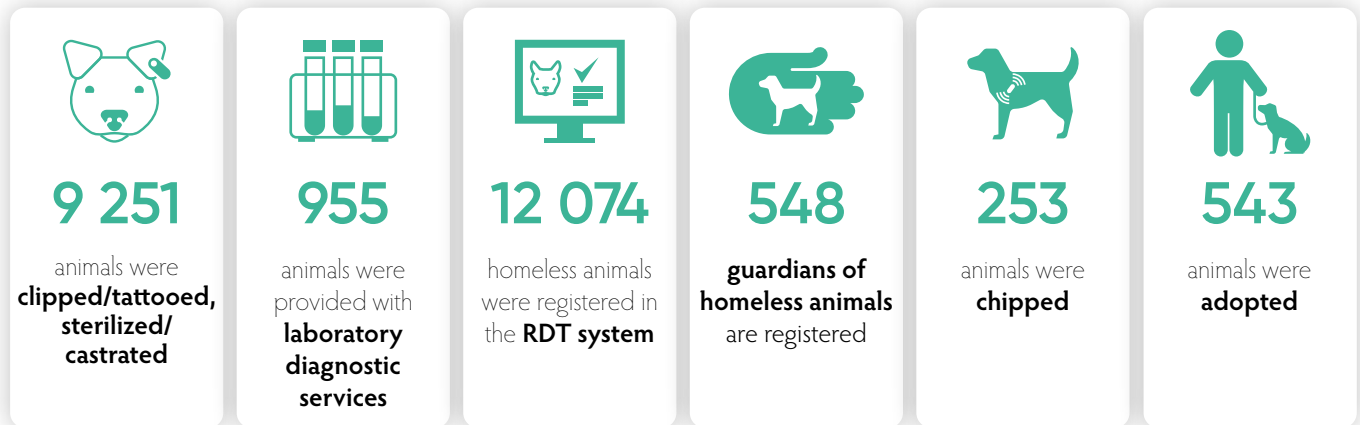 9 251
animals were
clipped/tattooed,
sterilized/
castrated
955
animals were
provided with
laboratory
diagnostic
services
12 074
homeless animals
were registered in
the RDT system
548
guardians of
homeless animals
are registered
253
animals were
chipped
543
animals were
adopted